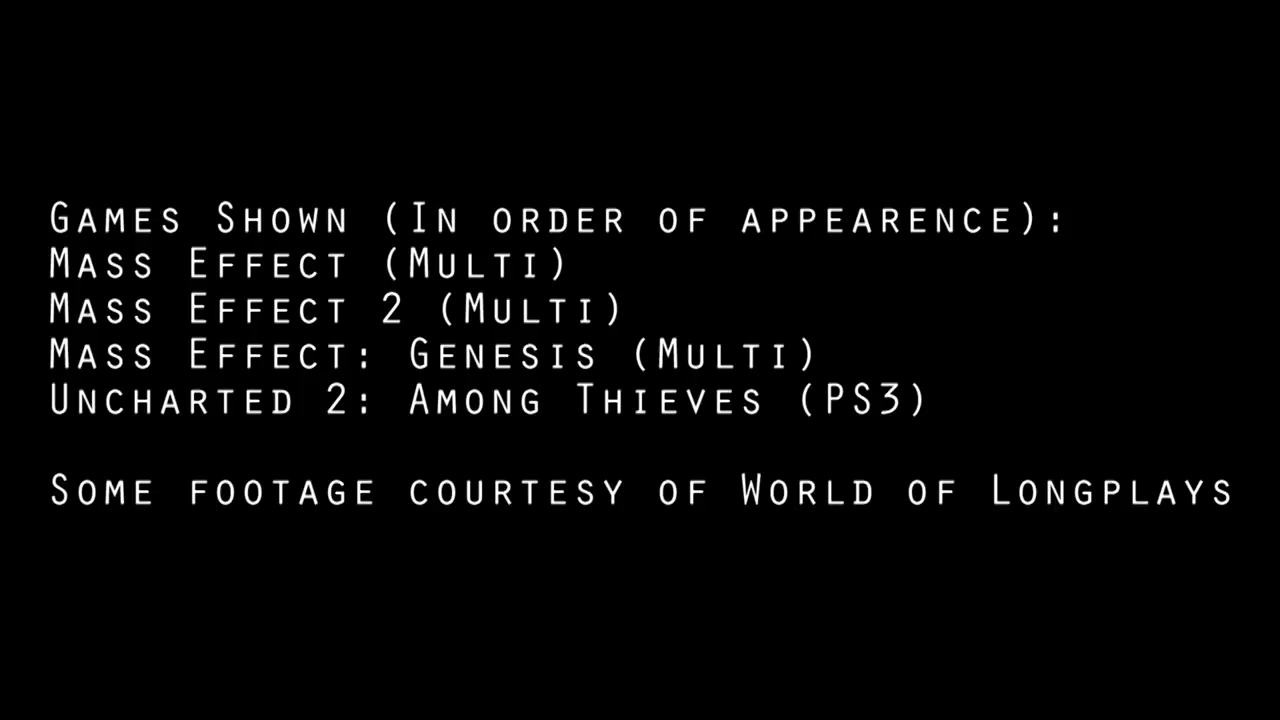 Games Shown (In order of appearence):
Mass Effect (Multi)
Mass Effect 2 (Multi)
Mass Effect: Genesis (Multi)
Uncharted 2: Among Thieves (PS3)
Some footage courtesy of World of Longplays